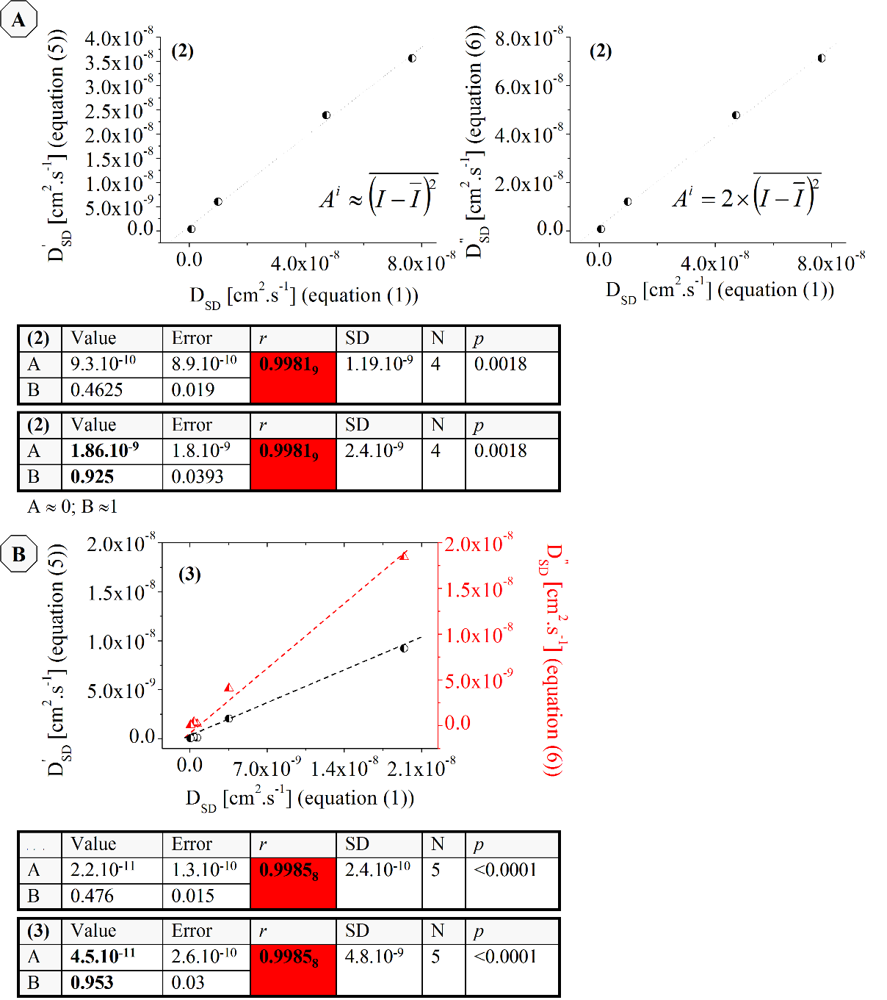 A
D'SD [cm2.s-1] (equation (5))
4.0x10-8
3.5x10-8
3.0x10-8
2.5x10-8
2.0x10-8
1.5x10-8
1.0x10-8
5.0x10-9
0.0
(2)
Ai ≈ (I − I)2
0.0 4.0x10-8 8.0x10-8
DSD [cm2.s-1] (equation (1))
D"SD [cm2.s-1] (equation (6))
8.0x10-8
6.0x10-8
4.0x10-8
2.0x10-8
0.0
(2)
Ai = 2 × (I − I)2
0.0 4.0x10-8 8.0x10-8
DSD [cm2.s-1] (equation (1))
(2) Value Error r SD N p
A 9.3.10-10 8.9.10-10 0.99819 1.19.10-9 4 0.0018
B 0.4625 0.019
(2) Value Error r SD N p
A 1.86.10-9 1.8.10-9 0.99819 2.4.10-9 4 0.0018
B 0.925 0.0393
A ≈ 0; B ≈1
B
D'SD [cm2.s-1] (equation (5))
2.0x10-8
1.5x10-8
1.0x10-8
5.0x10-9
0.0
(3)
2.0x10-8
1.5x10-8
1.0x10-8
5.0x10-9
0.0
D"SD [cm2.s-1] (equation (6))
0.0 7.0x10-9 1.4x10-8 2.1x10-8
DSD [cm2.s-1] (equation (1))
... Value Error r SD N p
A 2.2.10-11 1.3.10-10 0.99858 2.4.10-10 5 <0.0001
B 0.476 0.015
(3) Value Error r SD N p
A 4.5.10-11 2.6.10-10 0.99858 4.8.10-9 5 <0.0001
B 0.953 0.03